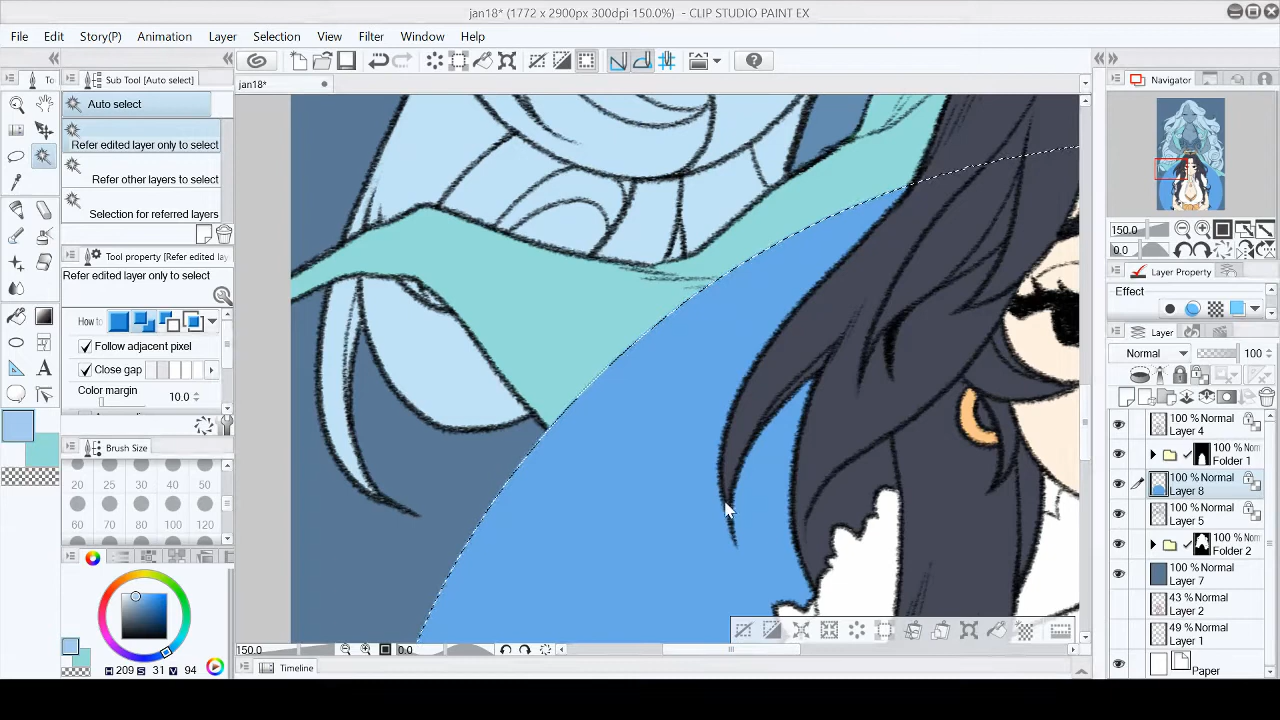 jan18* (1772 x 2900px 300dpi 150.0%) - CLIP STUDIO PAINT EX
File Edit Story(P) Animation Layer Selection View Filter Window Help
To Sub Tool [Auto select]
jan18*
Navigator
Auto select
Refer edited layer only to select
Refer other layers to select
Selection for referred layers
Tool property [Refer edited lay
Refer edited layer only to select
How to
Follow adjacent pixel
Close gap
Color margin
10.0
Brush Size
20 25 30 40 50
60 70 80 100 120
H 209 S 31 V 94
150.0 0.0
Timeline
150.0
0.0
Layer Property
Effect
Layer
Normal 100
100 % Normal
Layer 4
100 % Norm
Folder 1
100 % Normal
Layer 8
100 % Normal
Layer 5
100 % Norm
Folder 2
100 % Normal
Layer 7
43 % Normal
Layer 2
49 % Normal
Layer 1
Paper